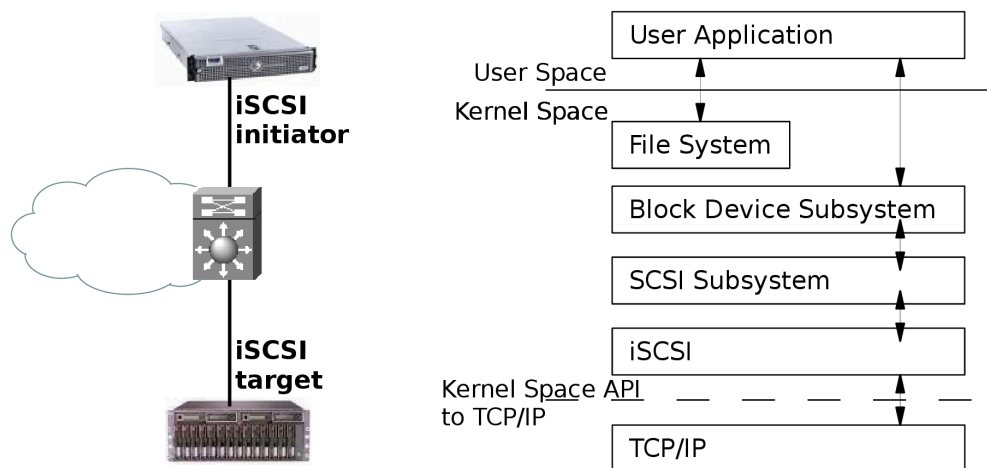 iSCSI
initiator
iSCSI
target
User Application
User Space
Kernel Space
File System
Block Device Subsystem
SCSI Subsystem
iSCSI
Kernel Space API
to TCP/IP
TCP/IP